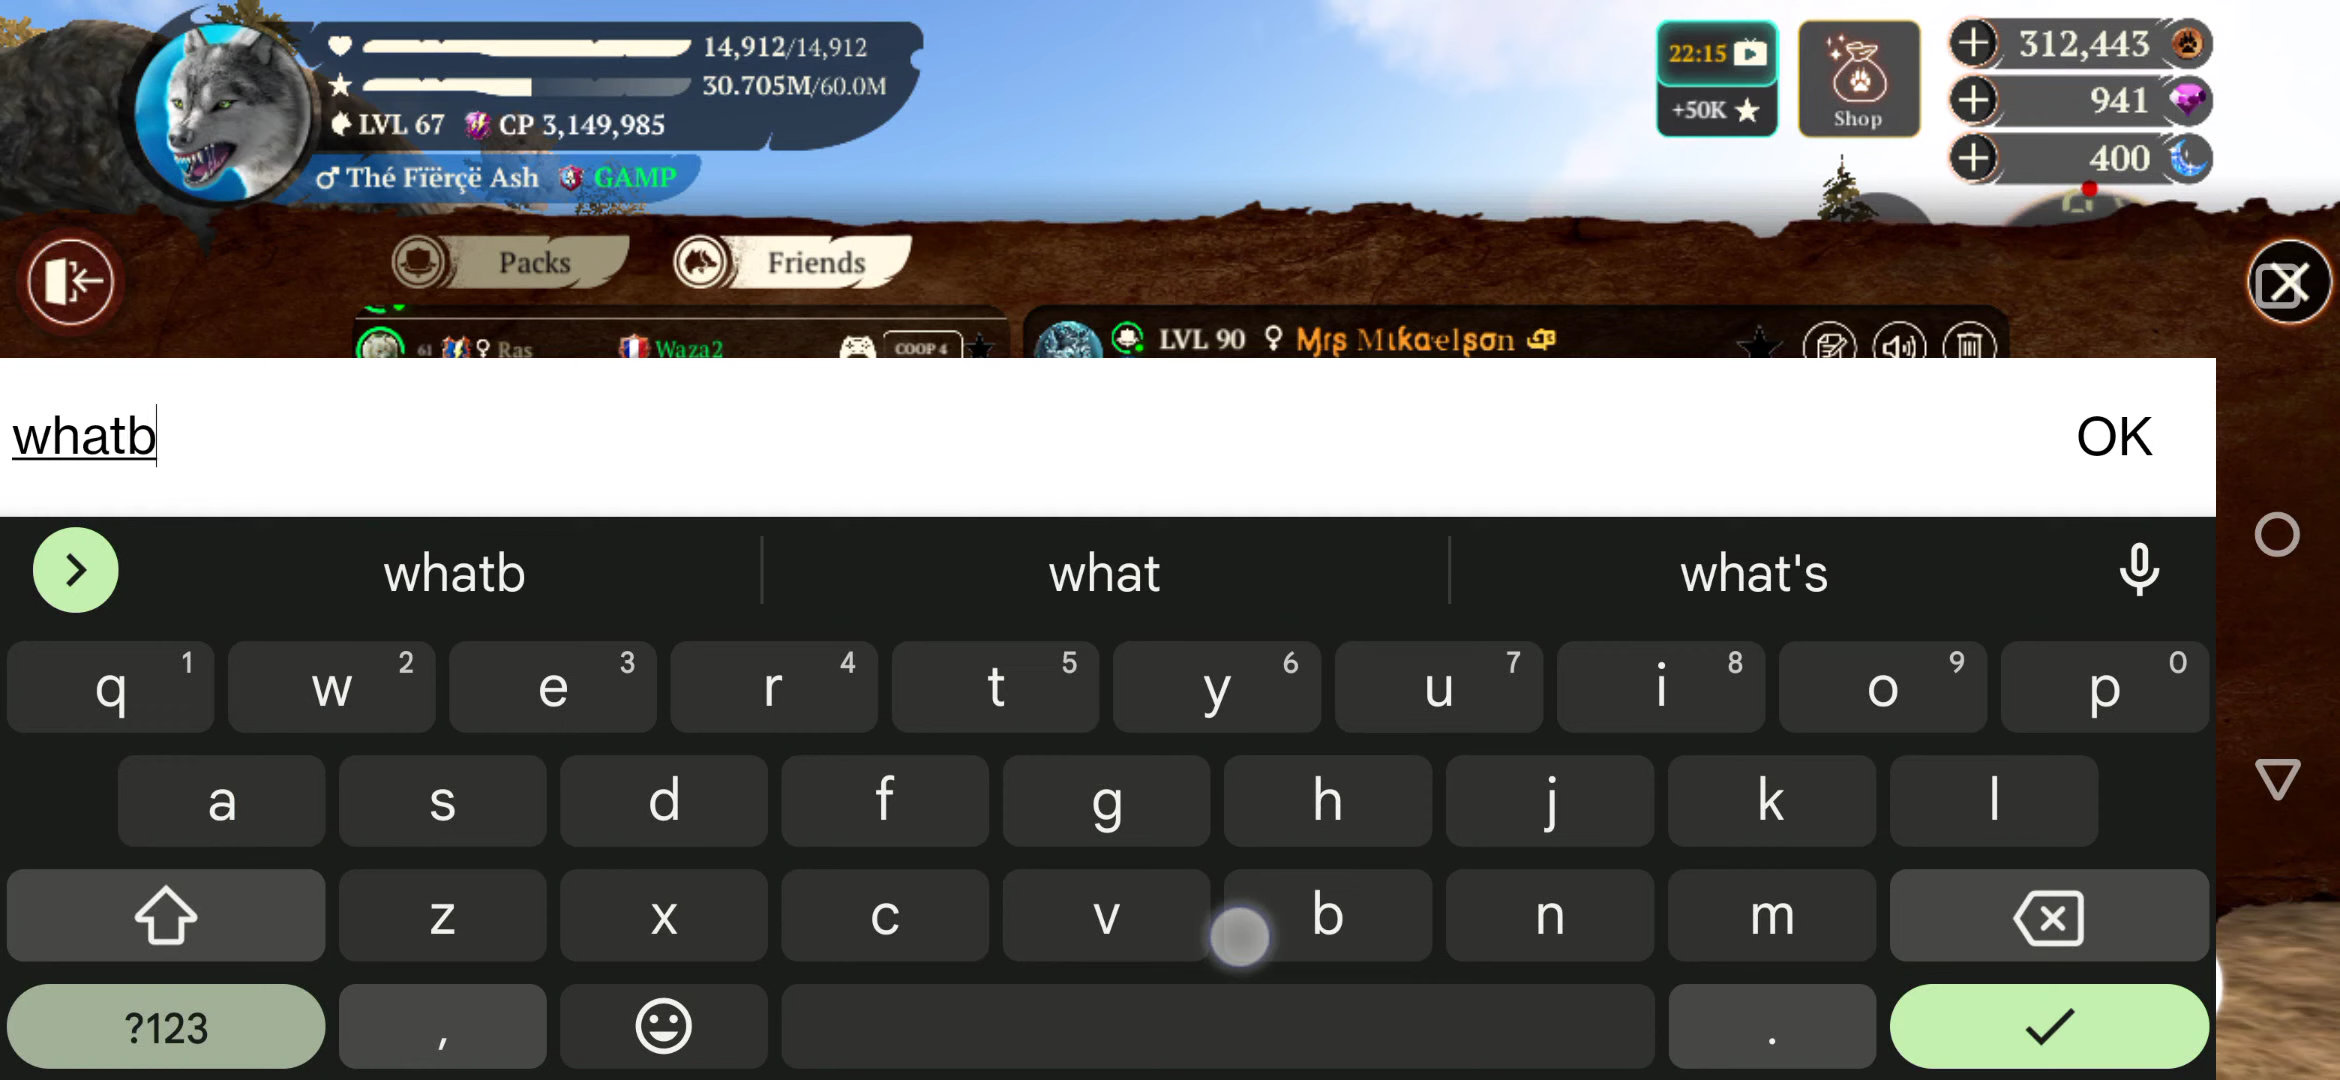 14,912/14,912
30.705M/60.0M
LVL 67 CP 3,149,985
Thé Fïërçë Ash GAMP
22:15
+50K
Shop
312,443
941
400
Packs
Friends
61 Ras Waza2 COOP 4
LVL 90 Mrs Mikaelson
whatb
OK
whatb what what's
q 1 w 2 e 3 r 4 t 5 y 6 u 7 i 8 o 9 p 0
a s d f g h j k l
z x c v b n m
?123 , .